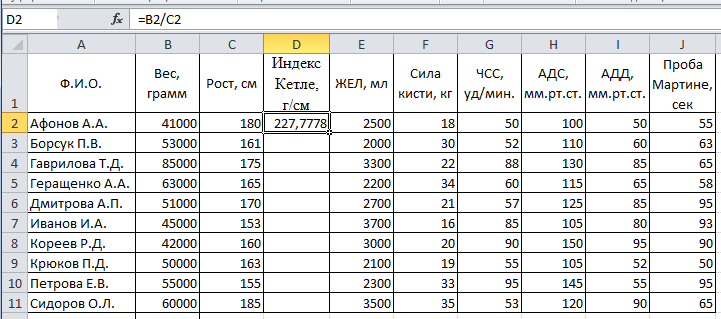 D2 fx =B2/C2
A B C D E F G H I J
1 Ф.И.О. Вес, грамм Рост, см Индекс Кетле, г/см ЖЕЛ, мл Сила кисти, кг ЧСС, уд/мин. АДС, мм.рт.ст. АДД, мм.рт.ст. Проба Мартине, сек
2 Афонов А.А. 41000 180 227,7778 2500 18 50 100 50 55
3 Борсук П.В. 53000 161 2000 30 52 110 60 63
4 Гаврилова Т.Д. 85000 175 3300 22 88 130 85 65
5 Геращенко А.А. 63000 165 2200 34 60 115 65 58
6 Дмитрова А.П. 51000 170 2700 21 57 125 85 95
7 Иванов И.А. 45000 153 3700 16 85 105 80 93
8 Кореев Р.Д. 42000 160 3000 20 90 150 95 90
9 Крюков П.Д. 50000 163 2100 19 55 105 52 50
10 Петрова Е.В. 55000 155 2300 33 95 145 55 95
11 Сидоров О.Л. 60000 185 3500 35 53 120 90 65